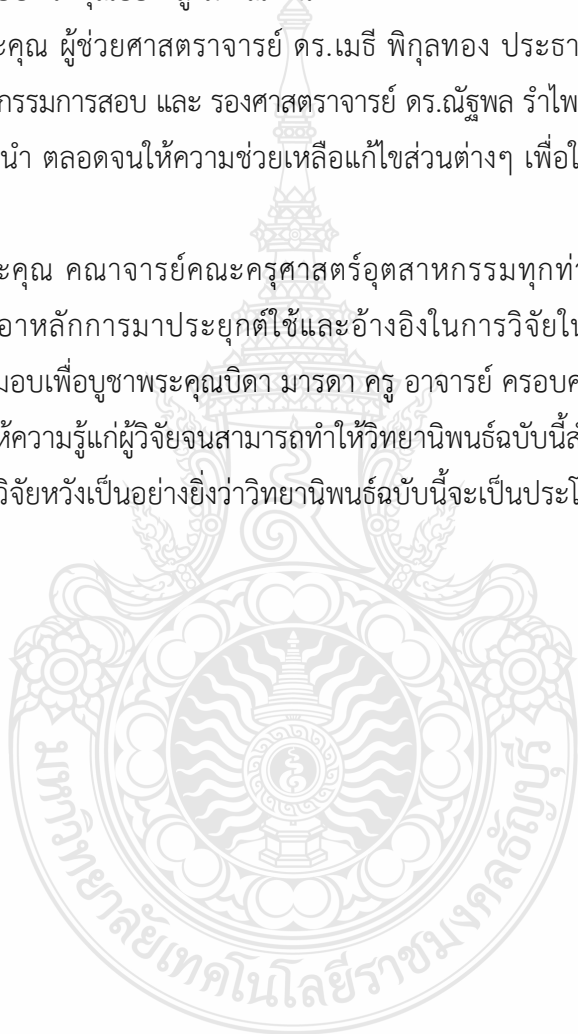 ะคุณ ผู้ช่วยศาสตราจารย์ ดร.เมธี พิกุลทอง ประธา
กรรมการสอบ และ รองศาสตราจารย์ ดร.ณัฐพล รำไพ
นำ ตลอดจนให้ความช่วยเหลือแก้ไขส่วนต่างๆ เพื่อใ
ะคุณ คณาจารย์คณะครุศาสตร์อุตสาหกรรมทุกท่า
อาหลักการมาประยุกต์ใช้และอ้างอิงในการวิจัยใน
มอบเพื่อบูชาพระคุณบิดา มารดา ครู อาจารย์ ครอบค
ห้ความรู้แก่ผู้วิจัยจนสามารถทำให้วิทยานิพนธ์ฉบับนี้ส
วิจัยหวังเป็นอย่างยิ่งว่าวิทยานิพนธ์ฉบับนี้จะเป็นประโ
มหาวิทยาลัยเทคโนโลยีราชมงคลธัญบุรี